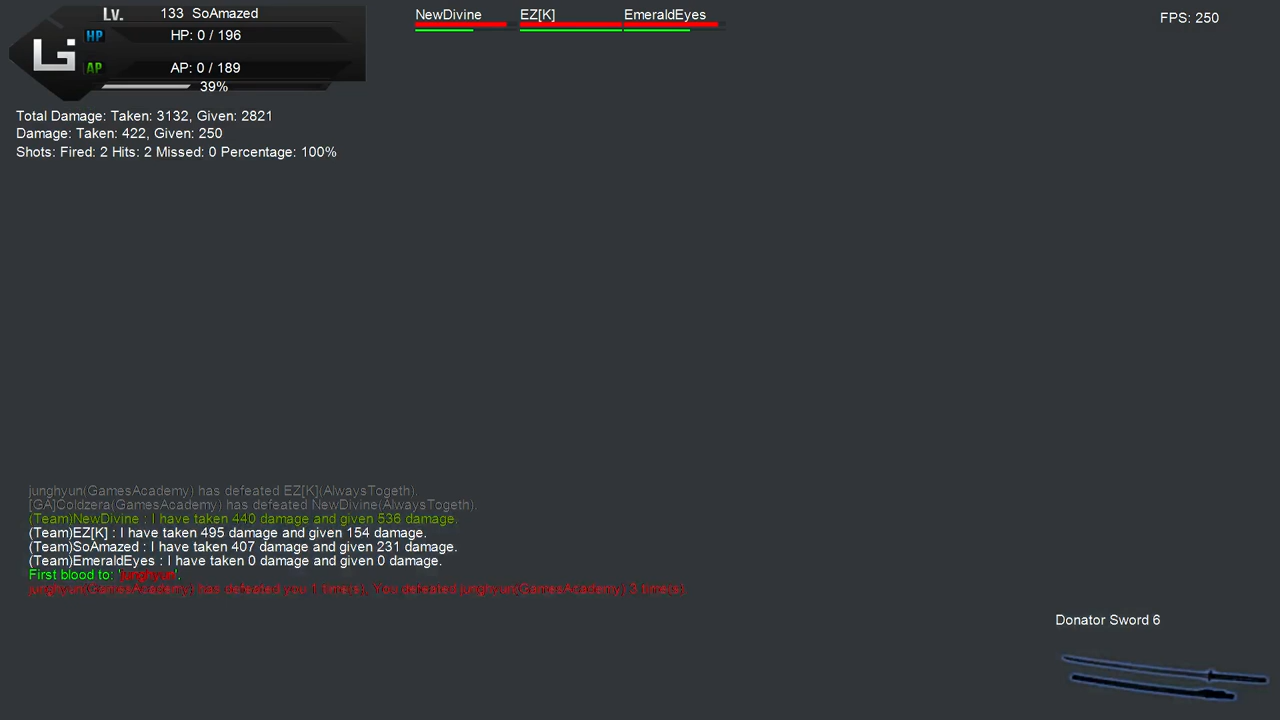 Lv. 133 SoAmazed
HP HP: 0 / 196
AP AP: 0 / 189
39%
NewDivine EZ[K] EmeraldEyes
FPS: 250
Total Damage: Taken: 3132, Given: 2821
Damage: Taken: 422, Given: 250
Shots: Fired: 2 Hits: 2 Missed: 0 Percentage: 100%
junghyun(GamesAcademy) has defeated EZ[K](AlwaysTogeth).
[GA]Coldzera(GamesAcademy) has defeated NewDivine(AlwaysTogeth).
(Team)NewDivine : I have taken 440 damage and given 536 damage.
(Team)EZ[K] : I have taken 495 damage and given 154 damage.
(Team)SoAmazed : I have taken 407 damage and given 231 damage.
(Team)EmeraldEyes : I have taken 0 damage and given 0 damage.
First blood to: 'junghyun'.
junghyun(GamesAcademy) has defeated you 1 time(s), You defeated junghyun(GamesAcademy) 3 time(s).
Donator Sword 6